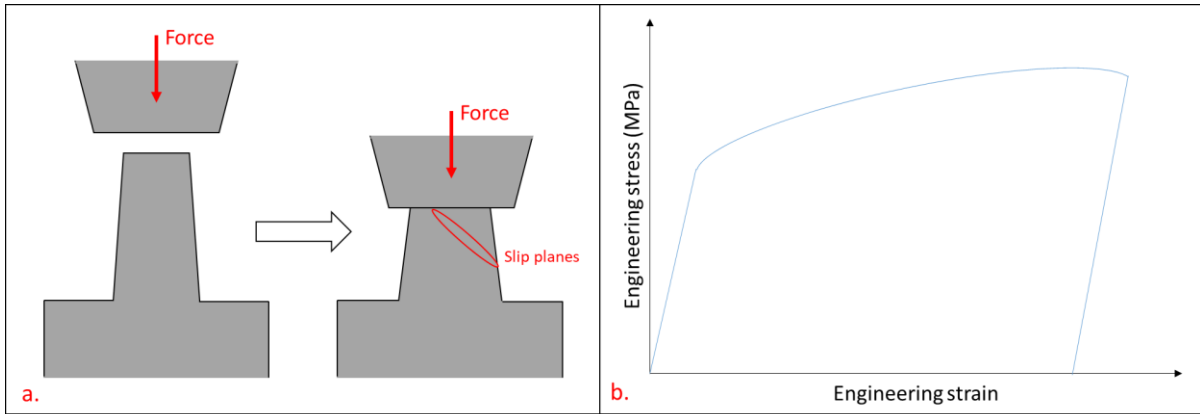 Force
Force
Slip planes
a.
Engineering stress (MPa)
Engineering strain
b.